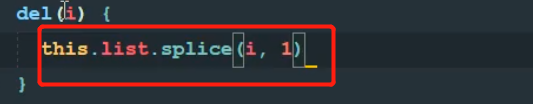 del(i) {
this.list.splice(i, 1)
}